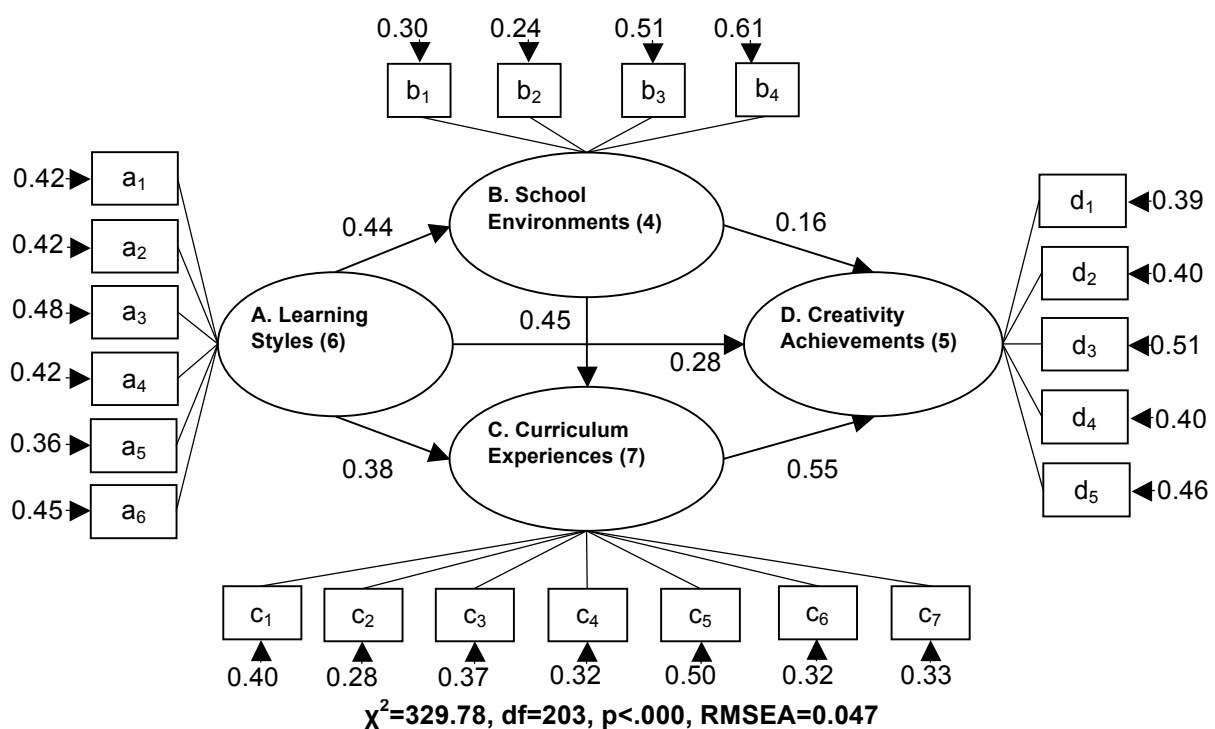 0.30 0.24 0.51 0.61
b₁ b₂ b₃ b₄
0.42 a₁
0.42 a₂
0.48 a₃
0.42 a₄
0.36 a₅
0.45 a₆
B. School
Environments (4)
0.44
0.16
A. Learning
Styles (6)
0.45
0.28
D. Creativity
Achievements (5)
C. Curriculum
Experiences (7)
0.38
0.55
d₁ 0.39
d₂ 0.40
d₃ 0.51
d₄ 0.40
d₅ 0.46
c₁ c₂ c₃ c₄ c₅ c₆ c₇
0.40 0.28 0.37 0.32 0.50 0.32 0.33
χ²=329.78, df=203, p<.000, RMSEA=0.047